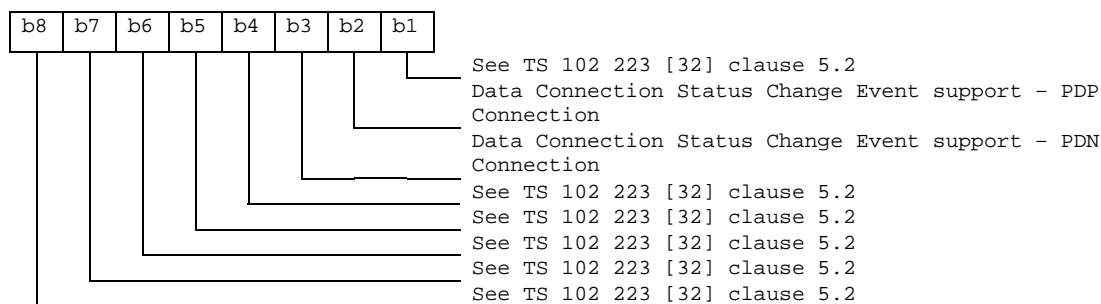 b8 b7 b6 b5 b4 b3 b2 b1
See TS 102 223 [32] clause 5.2
Data Connection Status Change Event support – PDP
Connection
Data Connection Status Change Event support – PDN
Connection
See TS 102 223 [32] clause 5.2
See TS 102 223 [32] clause 5.2
See TS 102 223 [32] clause 5.2
See TS 102 223 [32] clause 5.2
See TS 102 223 [32] clause 5.2